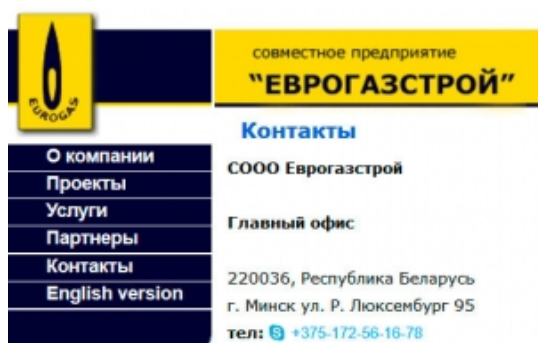 EUROGAS
совместное предприятие
"ЕВРОГАЗСТРОЙ"
О компании
Проекты
Услуги
Партнеры
Контакты
English version
Контакты
СООО Еврогазстрой
Главный офис
220036, Республика Беларусь
г. Минск ул. Р. Люксембург 95
тел: +375-172-56-16-78